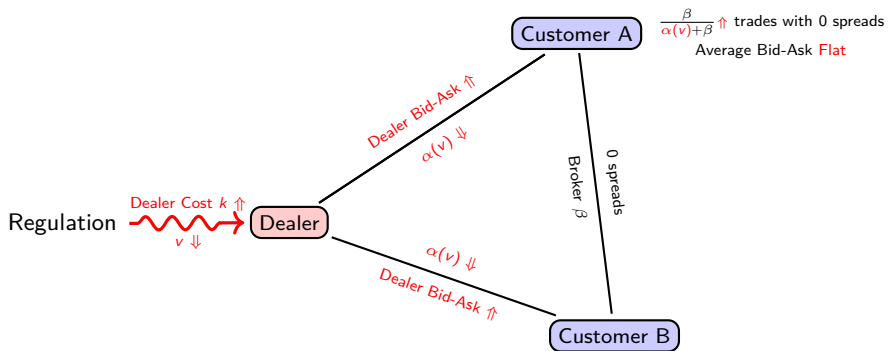 Customer A
β/(α(v)+β) ⇑ trades with 0 spreads
Average Bid-Ask Flat
Dealer Bid-Ask ⇑
α(v) ⇓
0 spreads
Broker β
Regulation
Dealer Cost k ⇑
v ⇓
Dealer
α(v) ⇓
Dealer Bid-Ask ⇑
Customer B